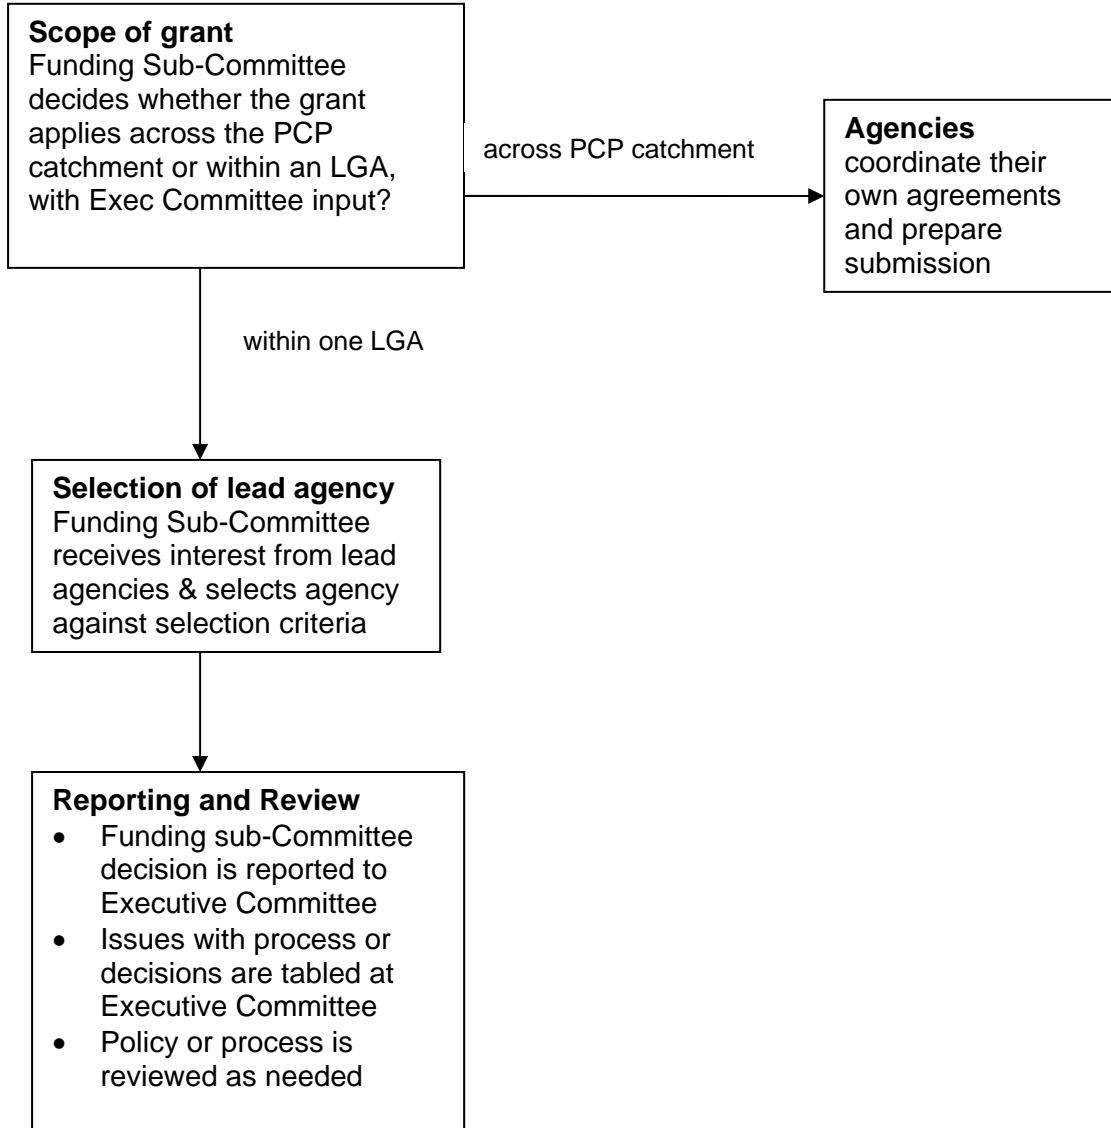 Scope of grant
Funding Sub-Committee
decides whether the grant
applies across the PCP
catchment or within an LGA,
with Exec Committee input?
across PCP catchment
Agencies
coordinate their
own agreements
and prepare
submission
within one LGA
Selection of lead agency
Funding Sub-Committee
receives interest from lead
agencies & selects agency
against selection criteria
Reporting and Review
• Funding sub-Committee
decision is reported to
Executive Committee
• Issues with process or
decisions are tabled at
Executive Committee
• Policy or process is
reviewed as needed